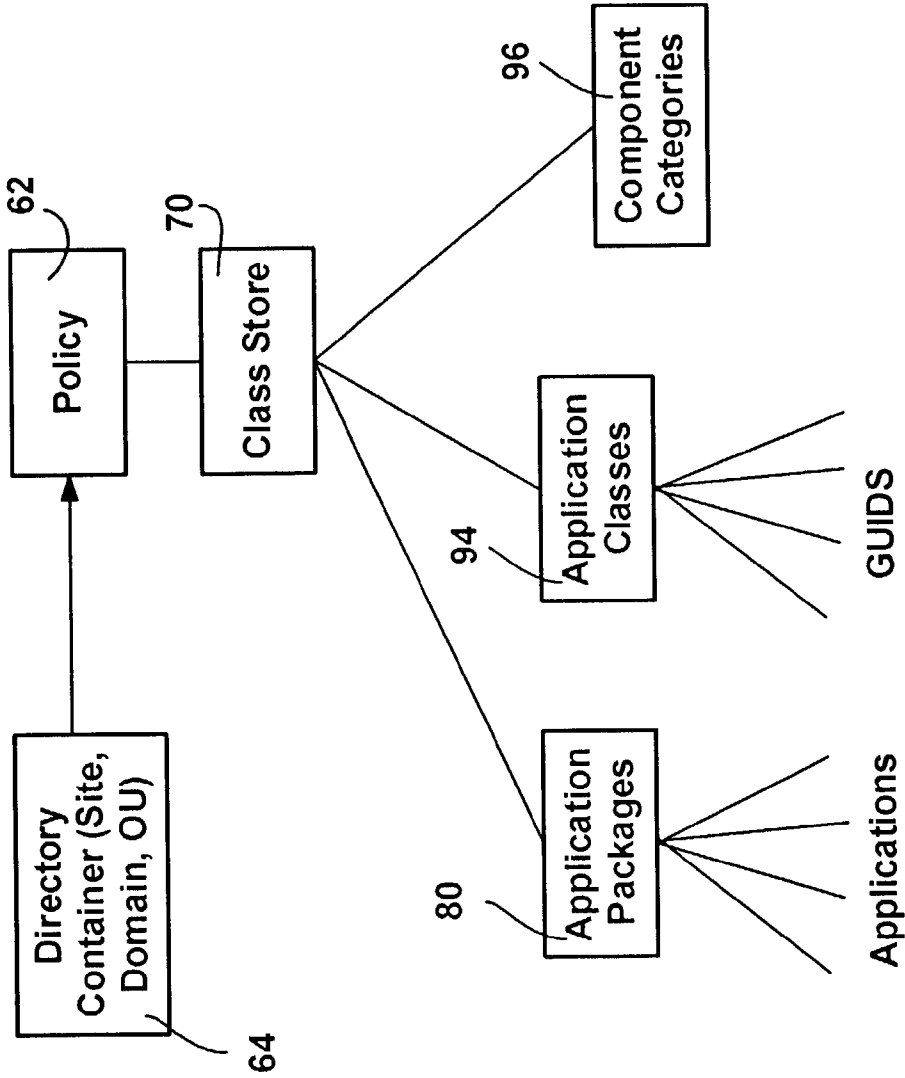 Directory
Container (Site,
Domain, OU)
64
Policy
62
Class Store
70
Application
Packages
80
Application
Classes
94
Component
Categories
96
Applications
GUIDS